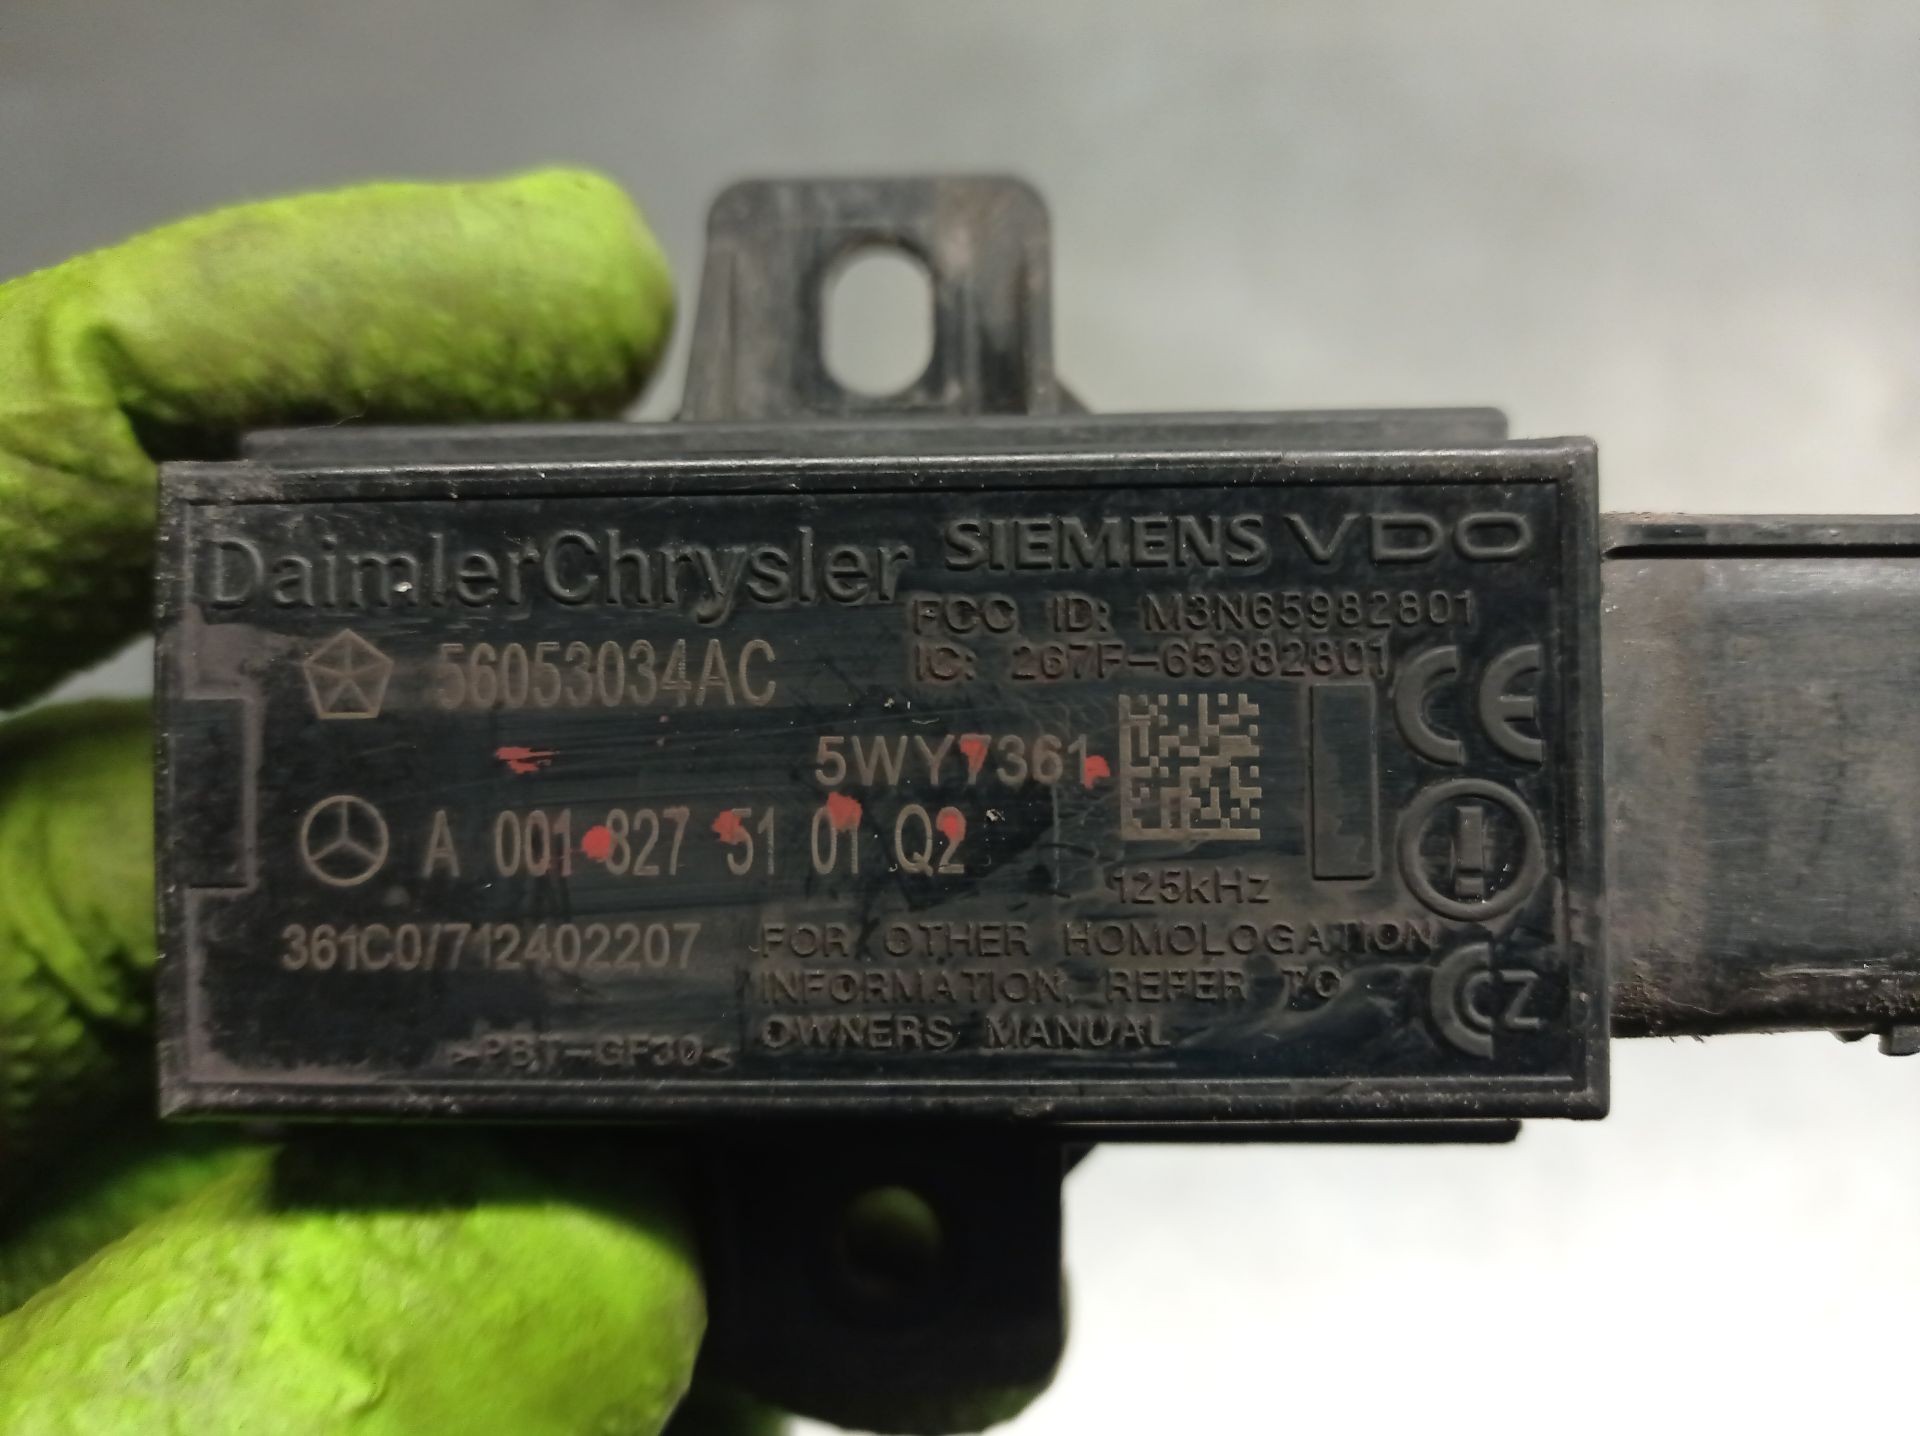 DaimlerChrysler SIEMENS VDO
FCC ID: M3N65982801
56053034AC IC: 267F-65982801
CE
5WY7361
A 001 827 51 01 Q2
125kHz
361C0/712402207
FOR OTHER HOMOLOGATION
INFORMATION, REFER TO
OWNERS MANUAL
>PBT-GF30<